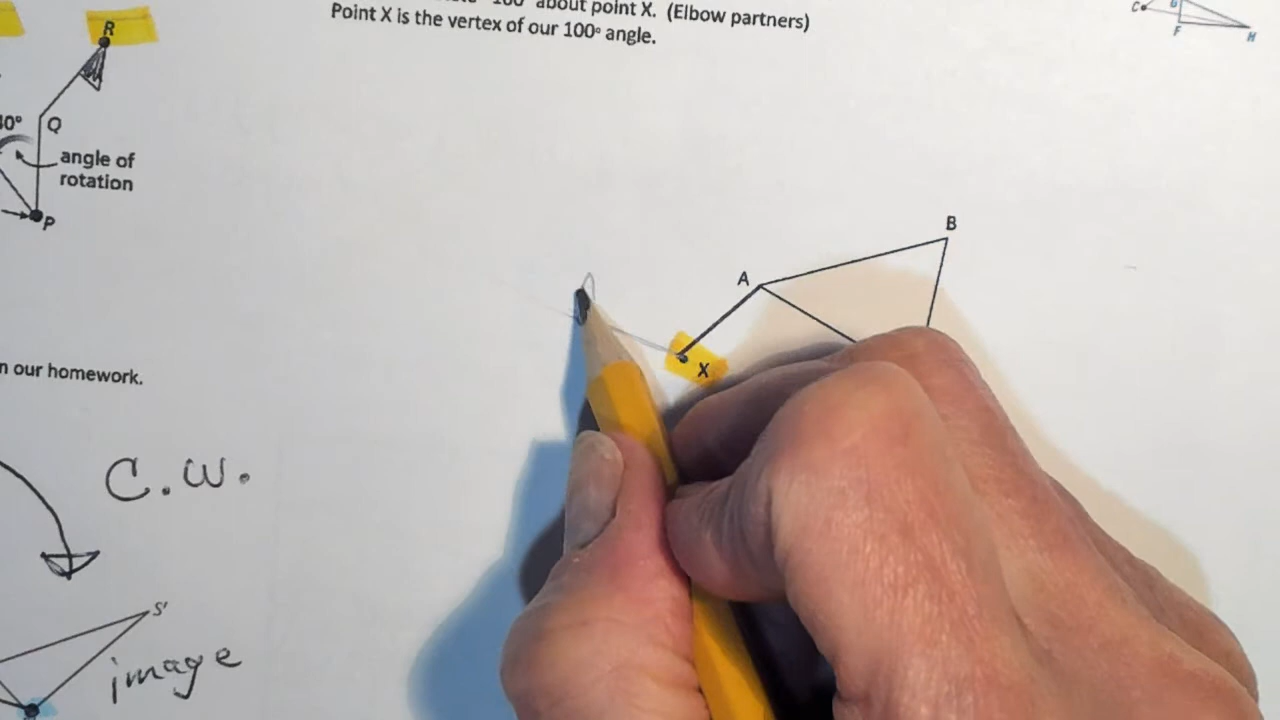 about point X. (Elbow partners)
Point X is the vertex of our 100° angle.
R
Q
angle of
rotation
P
C
F
H
B
A
X
n our homework.
C.W.
S'
image